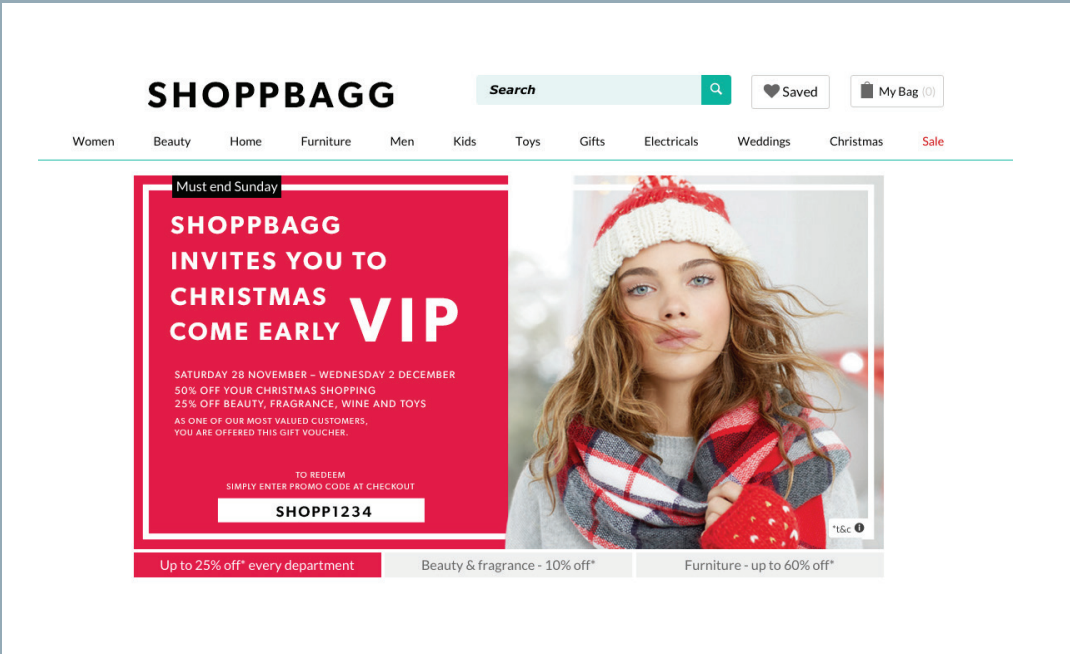 SHOPPBAGG
Search
Saved
My Bag (0)
Women Beauty Home Furniture Men Kids Toys Gifts Electricals Weddings Christmas Sale
Must end Sunday
SHOPPBAGG
INVITES YOU TO
CHRISTMAS
COME EARLY VIP
SATURDAY 28 NOVEMBER – WEDNESDAY 2 DECEMBER
50% OFF YOUR CHRISTMAS SHOPPING
25% OFF BEAUTY, FRAGRANCE, WINE AND TOYS
AS ONE OF OUR MOST VALUED CUSTOMERS,
YOU ARE OFFERED THIS GIFT VOUCHER.
TO REDEEM
SIMPLY ENTER PROMO CODE AT CHECKOUT
SHOPP1234
*t&c
Up to 25% off* every department
Beauty & fragrance - 10% off*
Furniture - up to 60% off*